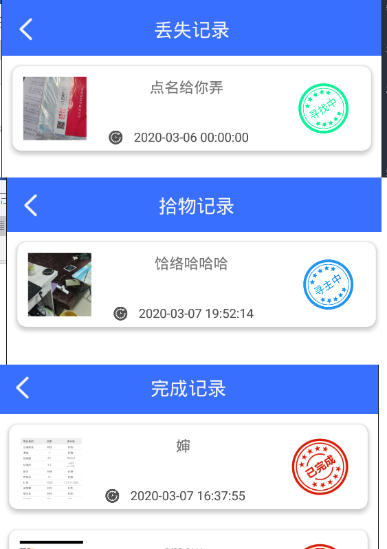 丢失记录
点名给你弄
寻找中
2020-03-06 00:00:00
拾物记录
饸络哈哈哈
寻主中
2020-03-07 19:52:14
完成记录
婶
已完成
2020-03-07 16:37:55